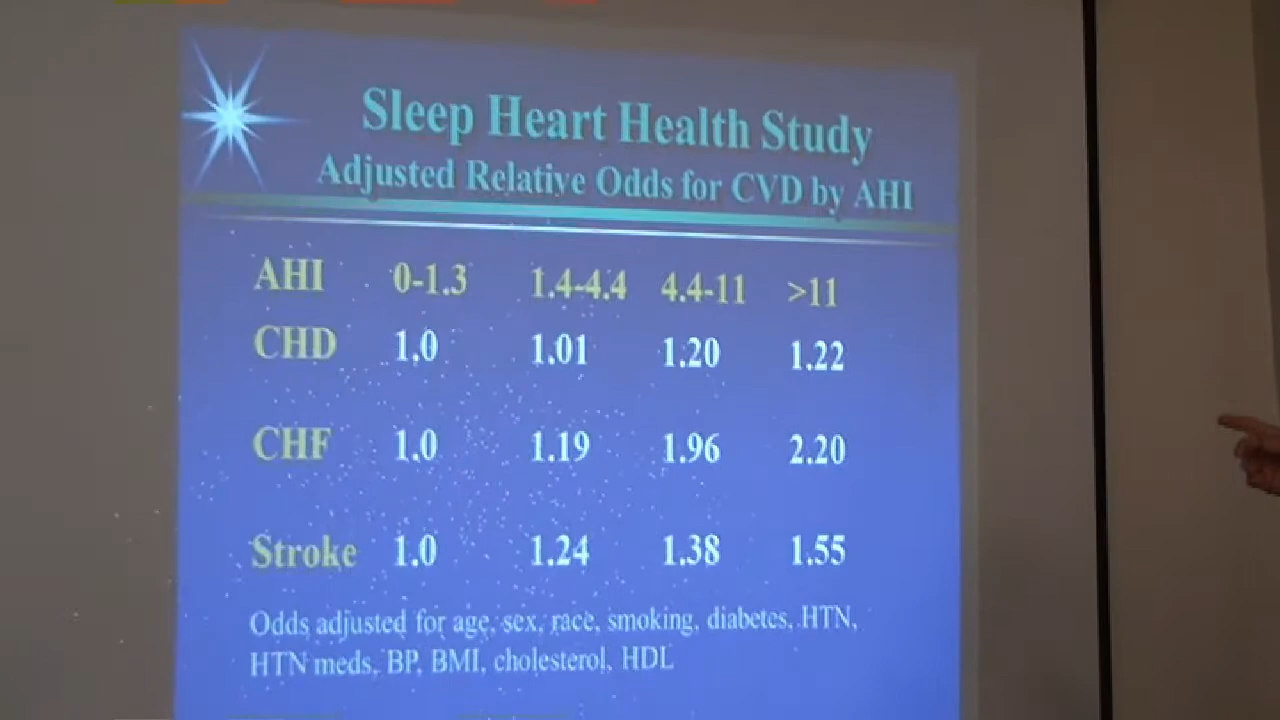 Sleep Heart Health Study
Adjusted Relative Odds for CVD by AHI
AHI 0-1.3 1.4-4.4 4.4-11 >11
CHD 1.0 1.01 1.20 1.22
CHF 1.0 1.19 1.96 2.20
Stroke 1.0 1.24 1.38 1.55
Odds adjusted for age, sex, race, smoking, diabetes, HTN,
HTN meds, BP, BMI, cholesterol, HDL